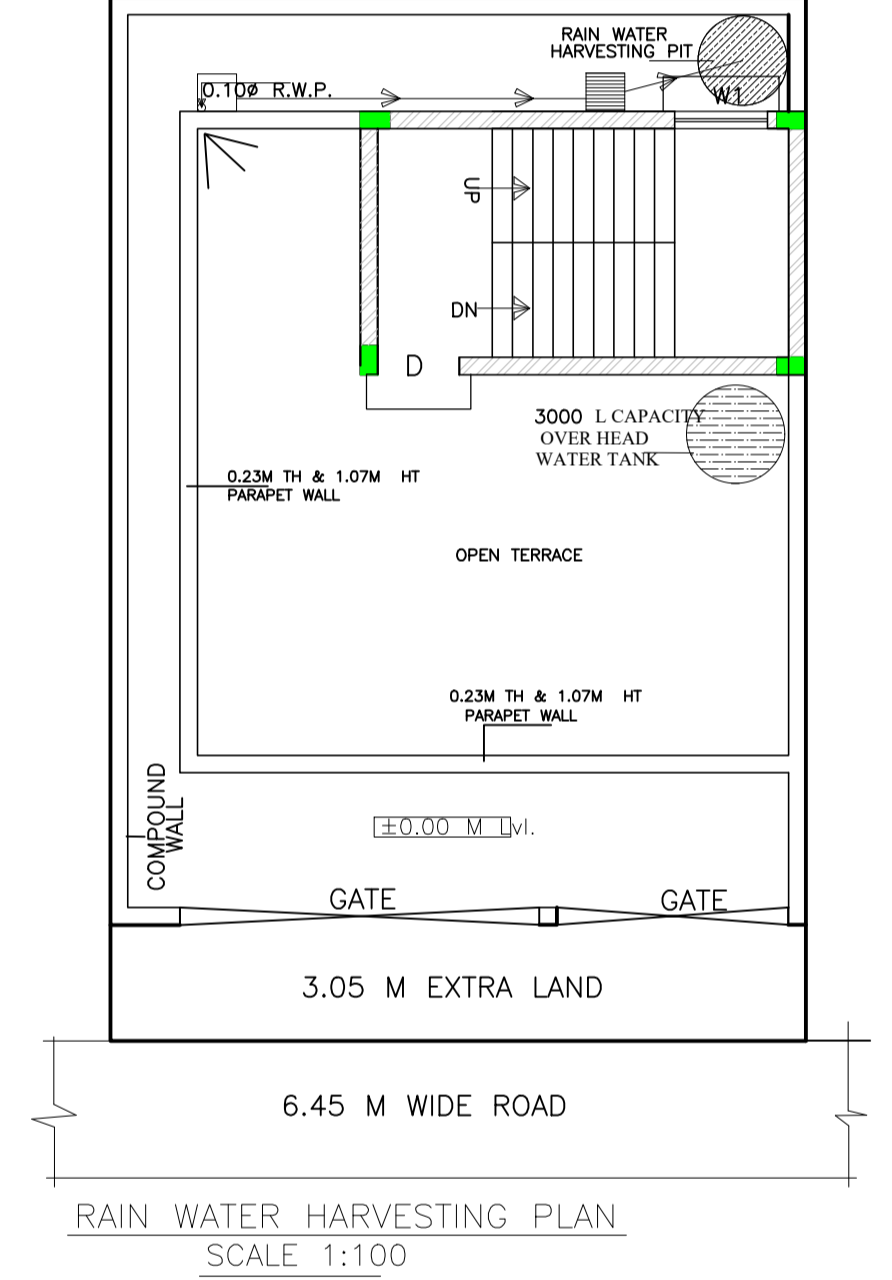 RAIN WATER
HARVESTING PIT
0.10ø R.W.P.
W1
UP
DN
D
3000 L CAPACITY
OVER HEAD
WATER TANK
0.23M TH & 1.07M HT
PARAPET WALL
OPEN TERRACE
0.23M TH & 1.07M HT
PARAPET WALL
COMPOUND
WALL
±0.00 M Lvl.
GATE
GATE
3.05 M EXTRA LAND
6.45 M WIDE ROAD
RAIN WATER HARVESTING PLAN
SCALE 1:100